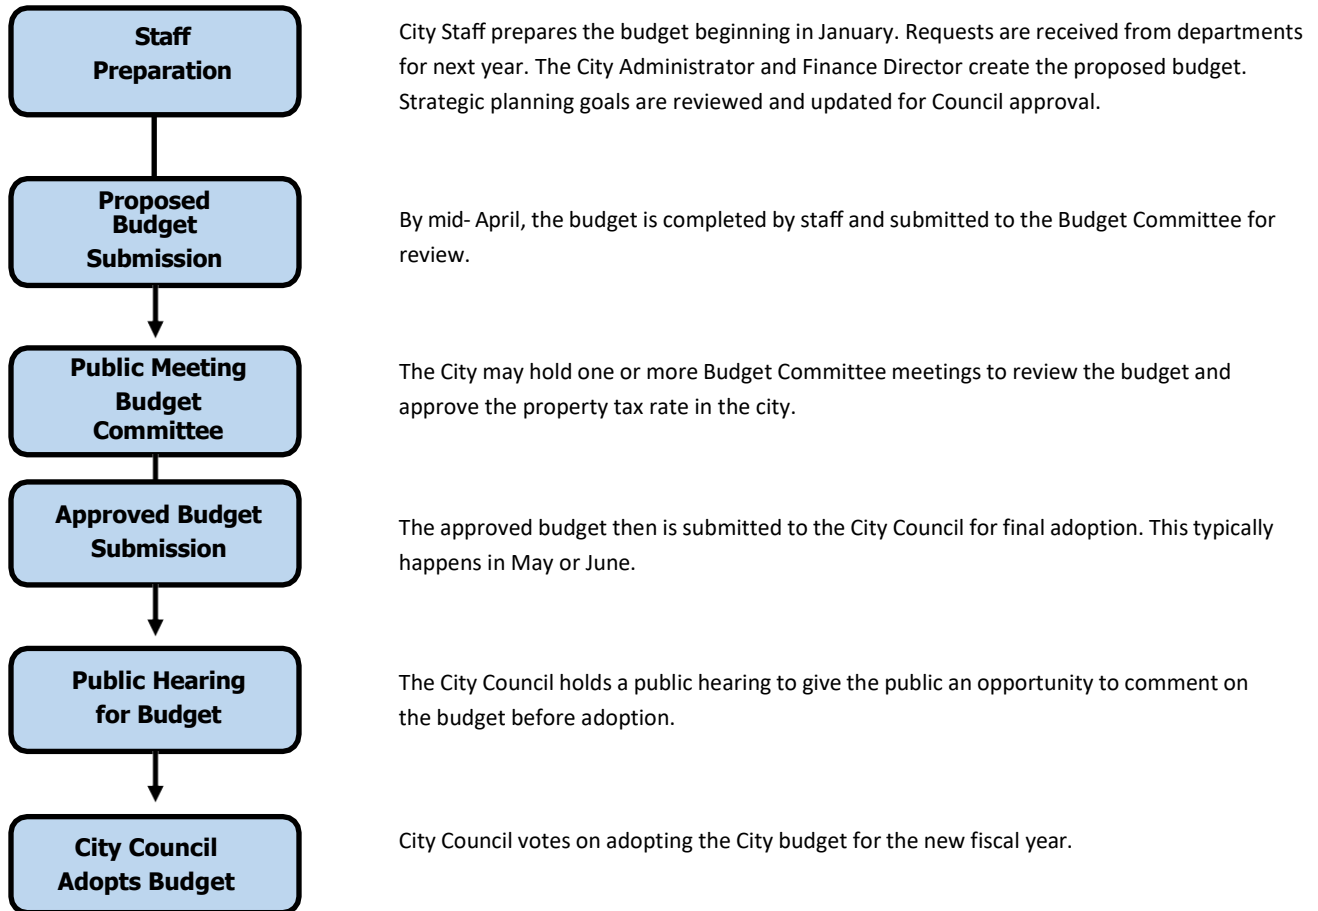 Staff
Preparation
City Staff prepares the budget beginning in January. Requests are received from departments
for next year. The City Administrator and Finance Director create the proposed budget.
Strategic planning goals are reviewed and updated for Council approval.
Proposed
Budget
Submission
By mid- April, the budget is completed by staff and submitted to the Budget Committee for
review.
Public Meeting
Budget
Committee
The City may hold one or more Budget Committee meetings to review the budget and
approve the property tax rate in the city.
Approved Budget
Submission
The approved budget then is submitted to the City Council for final adoption. This typically
happens in May or June.
Public Hearing
for Budget
The City Council holds a public hearing to give the public an opportunity to comment on
the budget before adoption.
City Council
Adopts Budget
City Council votes on adopting the City budget for the new fiscal year.